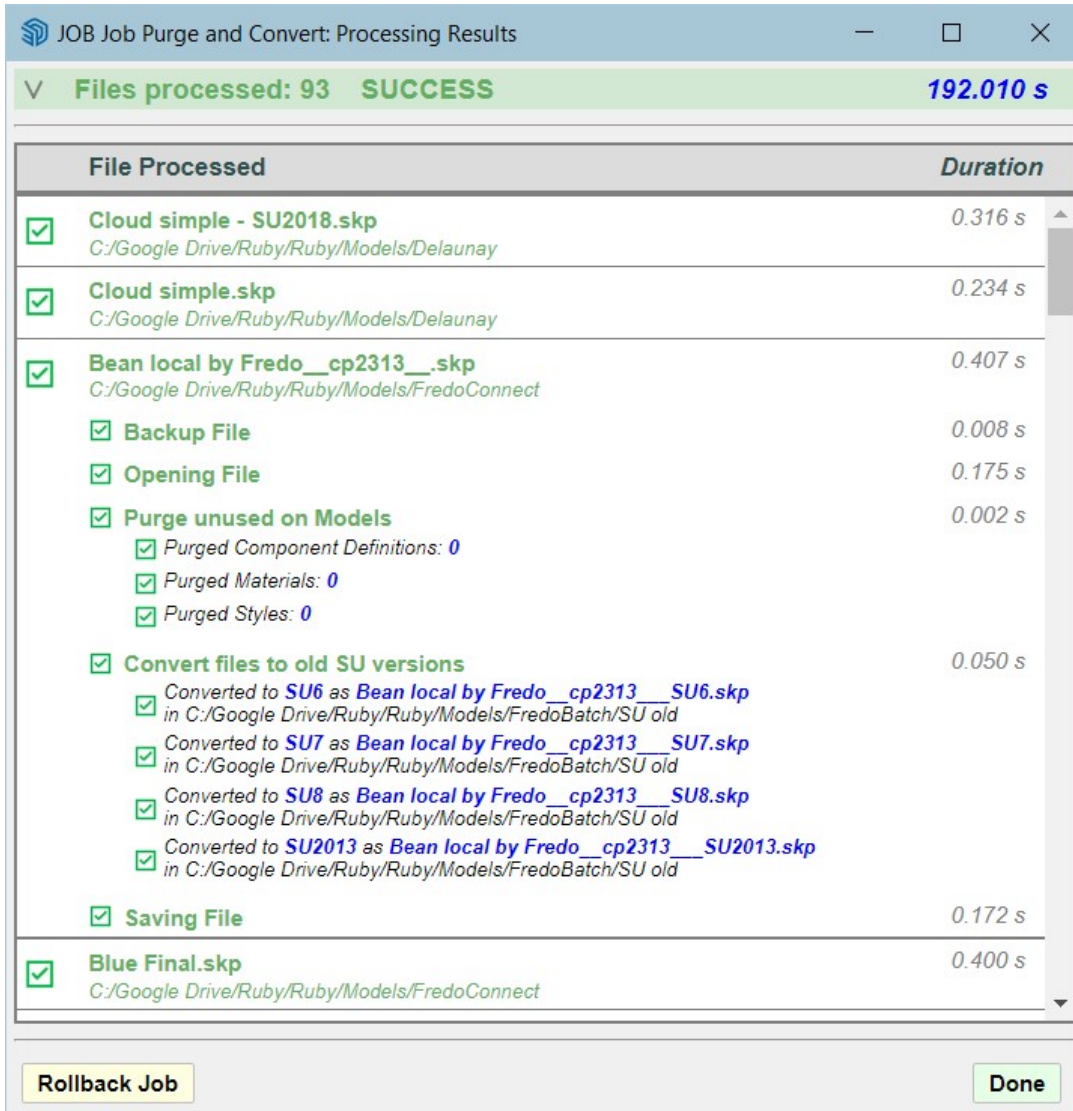 JOB Job Purge and Convert: Processing Results
Files processed: 93 SUCCESS 192.010 s
File Processed Duration
Cloud simple - SU2018.skp 0.316 s
C:/Google Drive/Ruby/Ruby/Models/Delaunay
Cloud simple.skp 0.234 s
C:/Google Drive/Ruby/Ruby/Models/Delaunay
Bean local by Fredo__cp2313__.skp 0.407 s
C:/Google Drive/Ruby/Ruby/Models/FredoConnect
Backup File 0.008 s
Opening File 0.175 s
Purge unused on Models 0.002 s
Purged Component Definitions: 0
Purged Materials: 0
Purged Styles: 0
Convert files to old SU versions 0.050 s
Converted to SU6 as Bean local by Fredo__cp2313___SU6.skp
in C:/Google Drive/Ruby/Ruby/Models/FredoBatch/SU old
Converted to SU7 as Bean local by Fredo__cp2313___SU7.skp
in C:/Google Drive/Ruby/Ruby/Models/FredoBatch/SU old
Converted to SU8 as Bean local by Fredo__cp2313___SU8.skp
in C:/Google Drive/Ruby/Ruby/Models/FredoBatch/SU old
Converted to SU2013 as Bean local by Fredo__cp2313___SU2013.skp
in C:/Google Drive/Ruby/Ruby/Models/FredoBatch/SU old
Saving File 0.172 s
Blue Final.skp 0.400 s
C:/Google Drive/Ruby/Ruby/Models/FredoConnect
Rollback Job Done